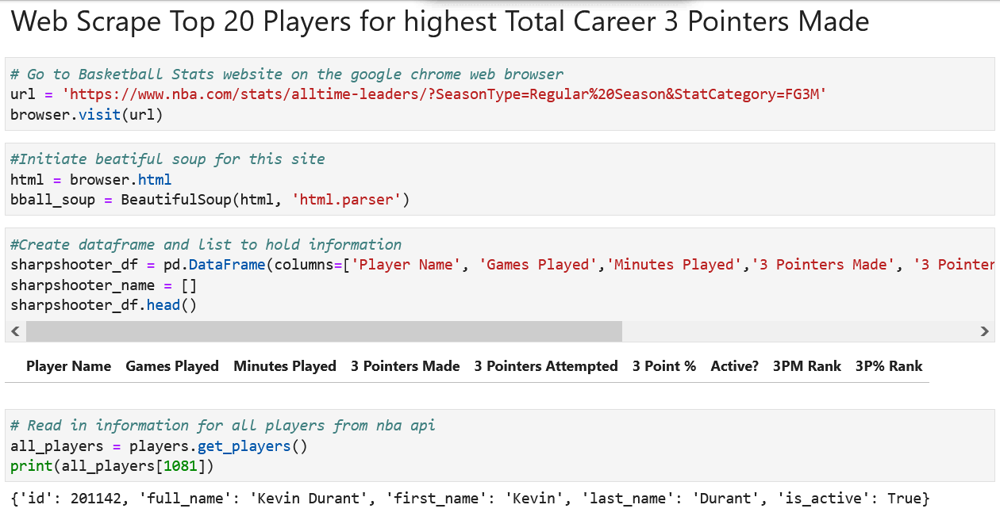 Web Scrape Top 20 Players for highest Total Career 3 Pointers Made
# Go to Basketball Stats website on the google chrome web browser
url = 'https://www.nba.com/stats/alltime-leaders/?SeasonType=Regular%20Season&StatCategory=FG3M'
browser.visit(url)
#Initiate beatiful soup for this site
html = browser.html
bball_soup = BeautifulSoup(html, 'html.parser')
#Create dataframe and list to hold information
sharpshooter_df = pd.DataFrame(columns=['Player Name', 'Games Played','Minutes Played','3 Pointers Made', '3 Pointer
sharpshooter_name = []
sharpshooter_df.head()
Player Name Games Played Minutes Played 3 Pointers Made 3 Pointers Attempted 3 Point % Active? 3PM Rank 3P% Rank
# Read in information for all players from nba api
all_players = players.get_players()
print(all_players[1081])
{'id': 201142, 'full_name': 'Kevin Durant', 'first_name': 'Kevin', 'last_name': 'Durant', 'is_active': True}